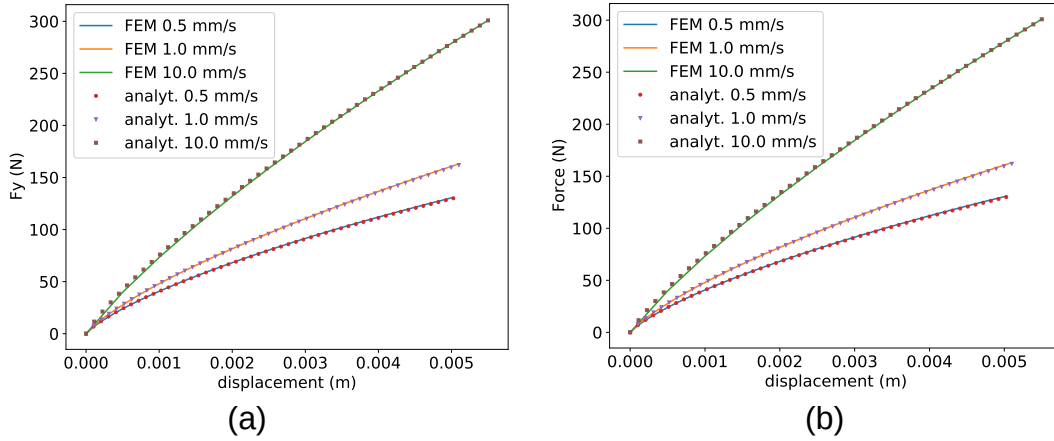 300
250
200
150
100
50
0
Fy (N)
FEM 0.5 mm/s
FEM 1.0 mm/s
FEM 10.0 mm/s
analyt. 0.5 mm/s
analyt. 1.0 mm/s
analyt. 10.0 mm/s
0.000 0.001 0.002 0.003 0.004 0.005
displacement (m)
(a)
300
250
200
150
100
50
0
Force (N)
FEM 0.5 mm/s
FEM 1.0 mm/s
FEM 10.0 mm/s
analyt. 0.5 mm/s
analyt. 1.0 mm/s
analyt. 10.0 mm/s
0.000 0.001 0.002 0.003 0.004 0.005
displacement (m)
(b)